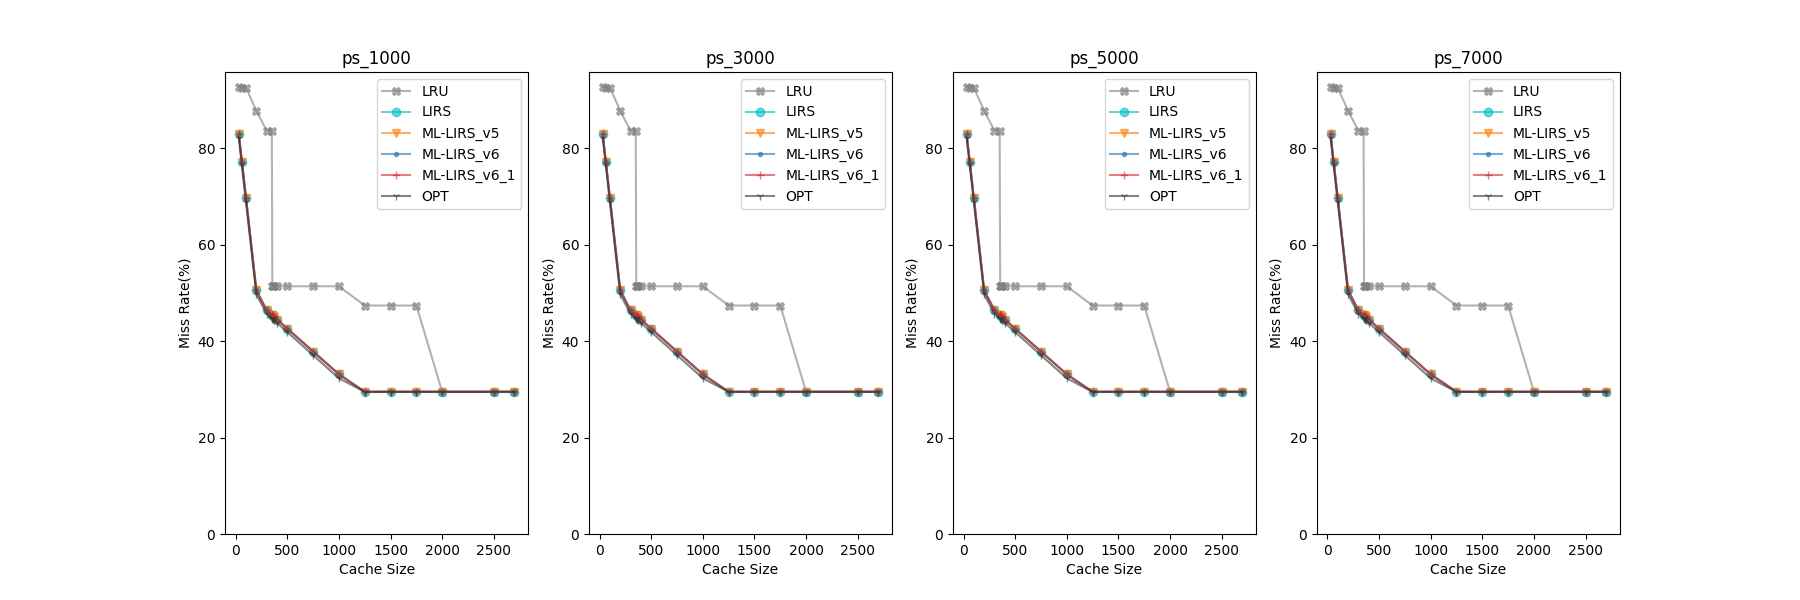 ps_1000
Miss Rate(%)
80
60
40
20
0
0 500 1000 1500 2000 2500
Cache Size
LRU
LIRS
ML-LIRS_v5
ML-LIRS_v6
ML-LIRS_v6_1
OPT
ps_3000
Miss Rate(%)
80
60
40
20
0
0 500 1000 1500 2000 2500
Cache Size
LRU
LIRS
ML-LIRS_v5
ML-LIRS_v6
ML-LIRS_v6_1
OPT
ps_5000
Miss Rate(%)
80
60
40
20
0
0 500 1000 1500 2000 2500
Cache Size
LRU
LIRS
ML-LIRS_v5
ML-LIRS_v6
ML-LIRS_v6_1
OPT
ps_7000
Miss Rate(%)
80
60
40
20
0
0 500 1000 1500 2000 2500
Cache Size
LRU
LIRS
ML-LIRS_v5
ML-LIRS_v6
ML-LIRS_v6_1
OPT